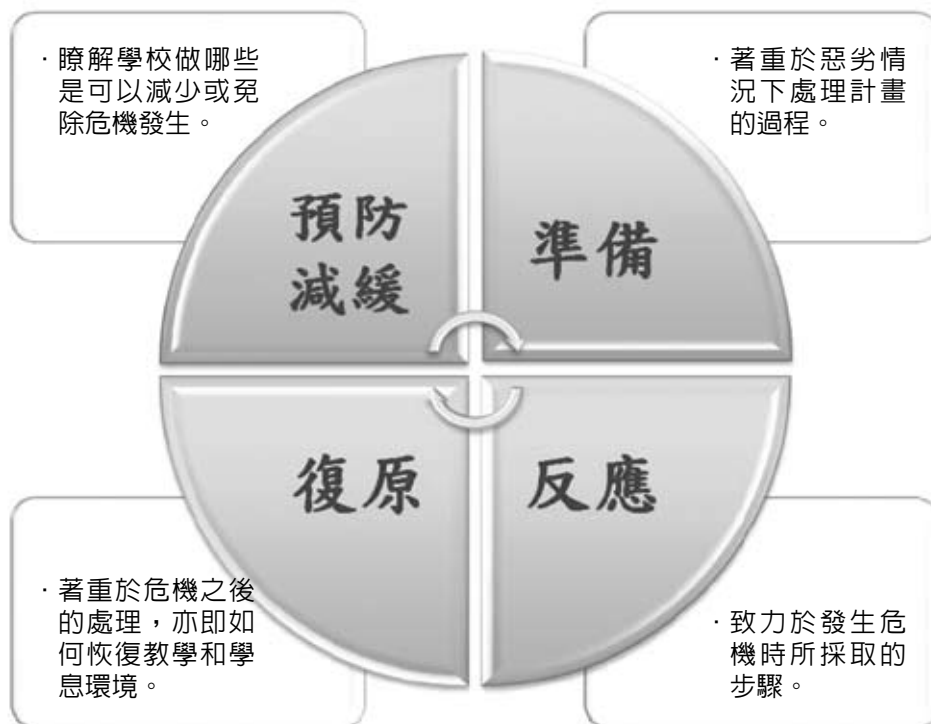 · 瞭解學校做哪些
是可以減少或免
除危機發生。
· 著重於惡劣情
況下處理計畫
的過程。
預防
減緩
準備
復原
反應
· 著重於危機之後
的處理，亦即如
何恢復教學和學
息環境。
· 致力於發生危
機時所採取的
步驟。